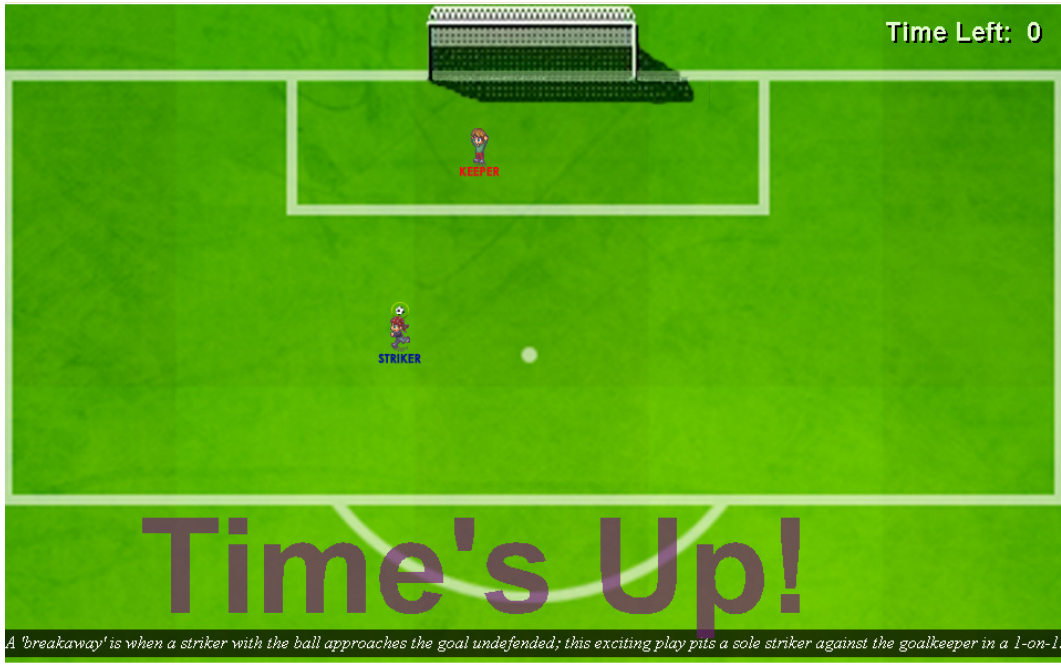 Time Left: 0
KEEPER
STRIKER
Time's Up!
A 'breakaway' is when a striker with the ball approaches the goal undefended; this exciting play pits a sole striker against the goalkeeper in a 1-on-1